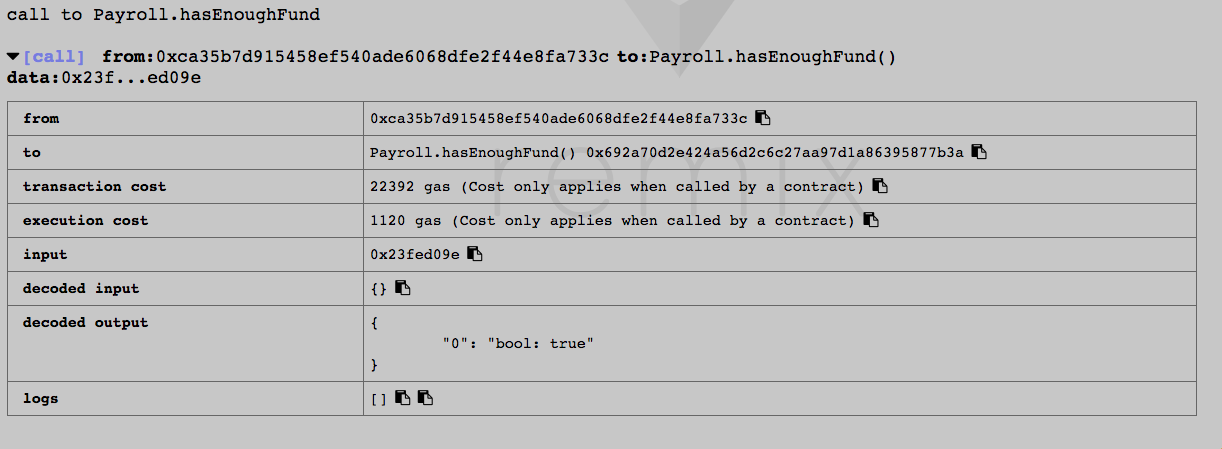 call to Payroll.hasEnoughFund
[call] from:0xca35b7d915458ef540ade6068dfe2f44e8fa733c to:Payroll.hasEnoughFund()
data:0x23f...ed09e
from 0xca35b7d915458ef540ade6068dfe2f44e8fa733c
to Payroll.hasEnoughFund() 0x692a70d2e424a56d2c6c27aa97d1a86395877b3a
transaction cost 22392 gas (Cost only applies when called by a contract)
execution cost 1120 gas (Cost only applies when called by a contract)
input 0x23fed09e
decoded input {}
decoded output {
"0": "bool: true"
}
logs []
remix